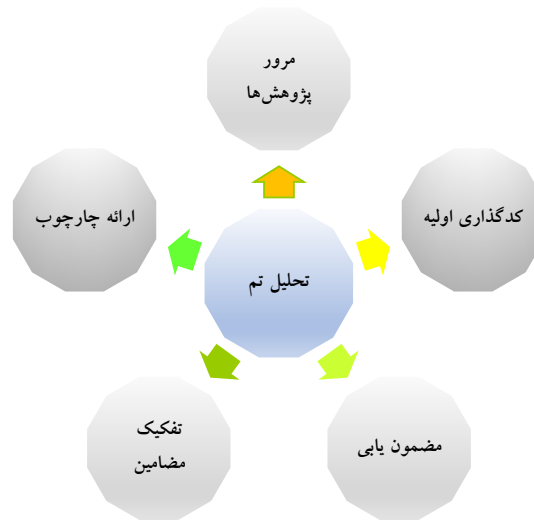 مرور
پژوهش‌ها
کدگذاری اولیه
ارائه چارچوب
تحلیل تم
تفکیک
مضامین
مضمون یابی